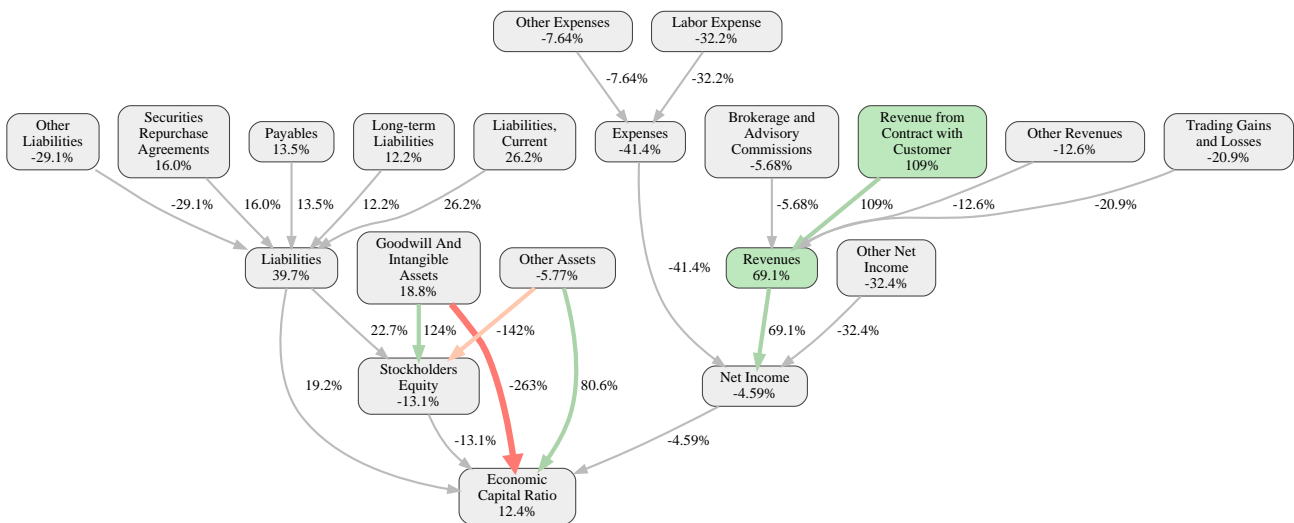 Other Expenses
-7.64%
Labor Expense
-32.2%
-7.64%
-32.2%
Other
Liabilities
-29.1%
Securities
Repurchase
Agreements
16.0%
Payables
13.5%
Long-term
Liabilities
12.2%
Liabilities,
Current
26.2%
Expenses
-41.4%
Brokerage and
Advisory
Commissions
-5.68%
Revenue from
Contract with
Customer
109%
Other Revenues
-12.6%
Trading Gains
and Losses
-20.9%
-29.1%
16.0%
13.5%
12.2%
26.2%
-5.68%
109%
-12.6%
-20.9%
Liabilities
39.7%
Goodwill And
Intangible
Assets
18.8%
Other Assets
-5.77%
-41.4%
Revenues
69.1%
Other Net
Income
-32.4%
22.7%
124%
-142%
69.1%
-32.4%
19.2%
Stockholders
Equity
-13.1%
-263%
80.6%
Net Income
-4.59%
-13.1%
-4.59%
Economic
Capital Ratio
12.4%